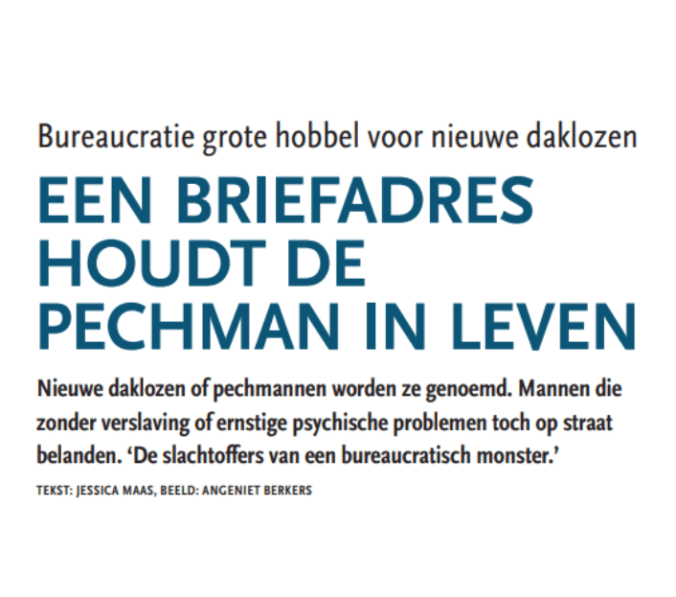 Bureaucratie grote hobbel voor nieuwe daklozen
EEN BRIEFADRES
HOUDT DE
PECHMAN IN LEVEN
Nieuwe daklozen of pechmannen worden ze genoemd. Mannen die
zonder verslaving of ernstige psychische problemen toch op straat
belanden. ‘De slachtoffers van een bureaucratisch monster.’
TEKST: JESSICA MAAS, BEELD: ANGENIET BERKERS